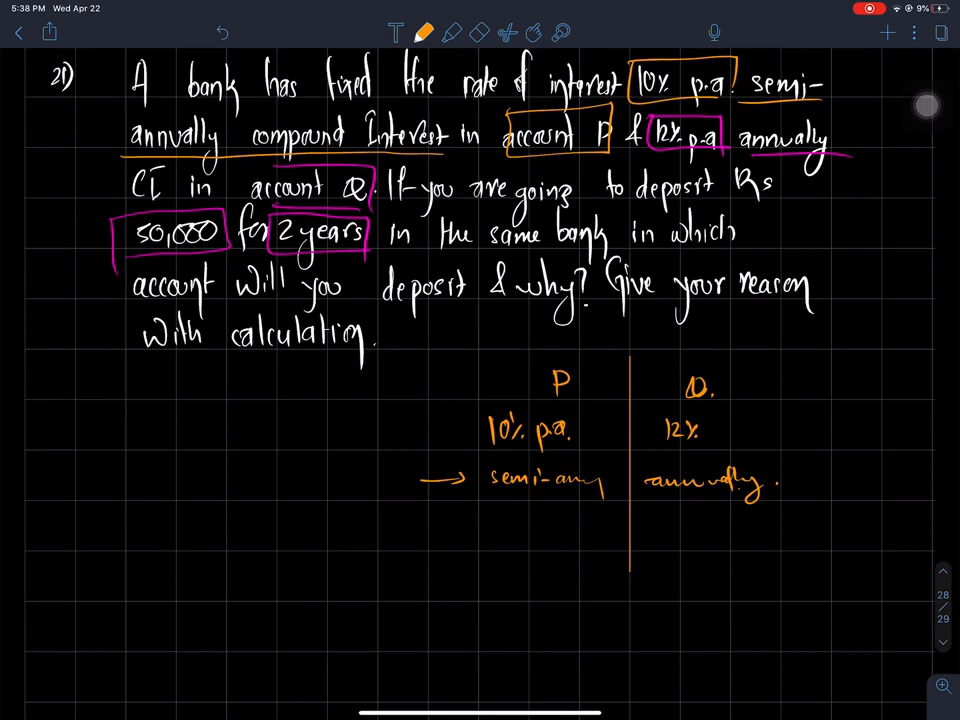 5:38 PM Wed Apr 22
9%
21) A bank has fixed the rate of interest 10% p.a. semi-
annually compound Interest in account P & 12% p.a annually
CI in account Q. If you are going to deposit Rs
50,000 for 2 years in the same bank in which
account will you deposit & why? Give your reason
with calculation.
P Q.
10% p.a. 12%
→ semi-any annually.
28
/
29